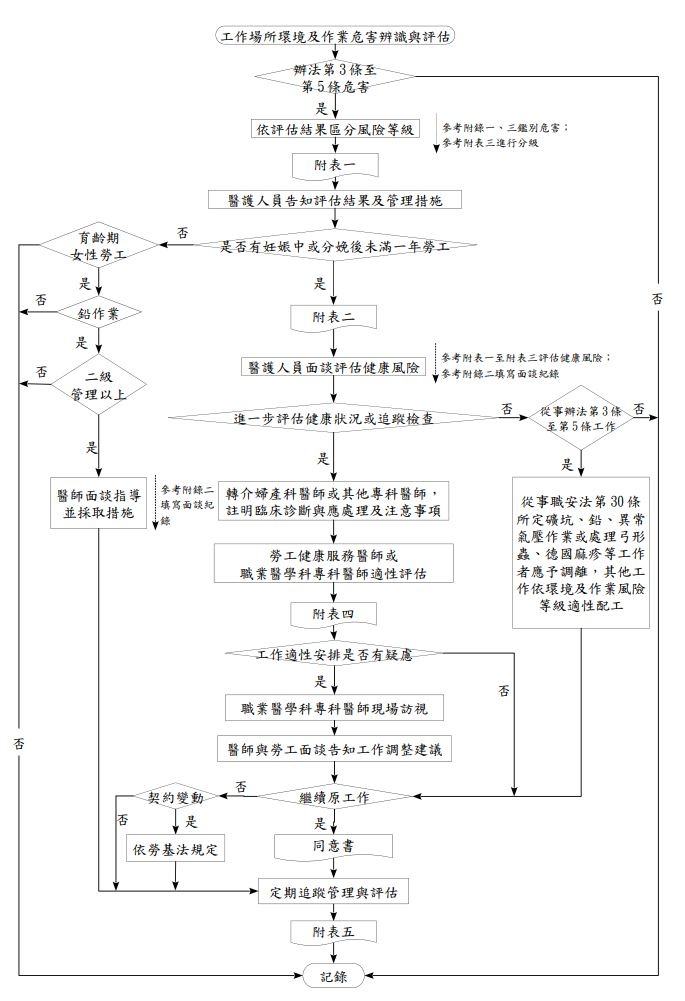 工作場所環境及作業危害辨識與評估
辦法第3條至
第5條危害
是
依評估結果區分風險等級
參考附錄一、三鑑別危害；
參考附表三進行分級
附表一
醫護人員告知評估結果及管理措施
育齡期
女性勞工
否
是否有妊娠中或分娩後未滿一年勞工
是
是
否
否
鉛作業
附表二
是
醫護人員面談評估健康風險
參考附表一至附表三評估健康風險；
參考附錄二填寫面談紀錄
否
二級
管理以上
進一步評估健康狀況或追蹤檢查
否
從事辦法第3條
至第5條工作
否
是
是
是
醫師面談指導
並採取措施
參考附錄二
填寫面談紀
錄
轉介婦產科醫師或其他專科醫師，
註明臨床診斷與應處理及注意事項
從事職安法第30條
所定礦坑、鉛、異常
氣壓作業或處理弓形
蟲、德國麻疹等工作
者應予調離，其他工
作依環境及作業風險
等級適性配工
勞工健康服務醫師或
職業醫學科專科醫師適性評估
附表四
工作適性安排是否有疑慮
是
否
職業醫學科專科醫師現場訪視
否
醫師與勞工面談告知工作調整建議
契約變動
否
繼續原工作
否
是
是
依勞基法規定
同意書
定期追蹤管理與評估
附表五
記錄